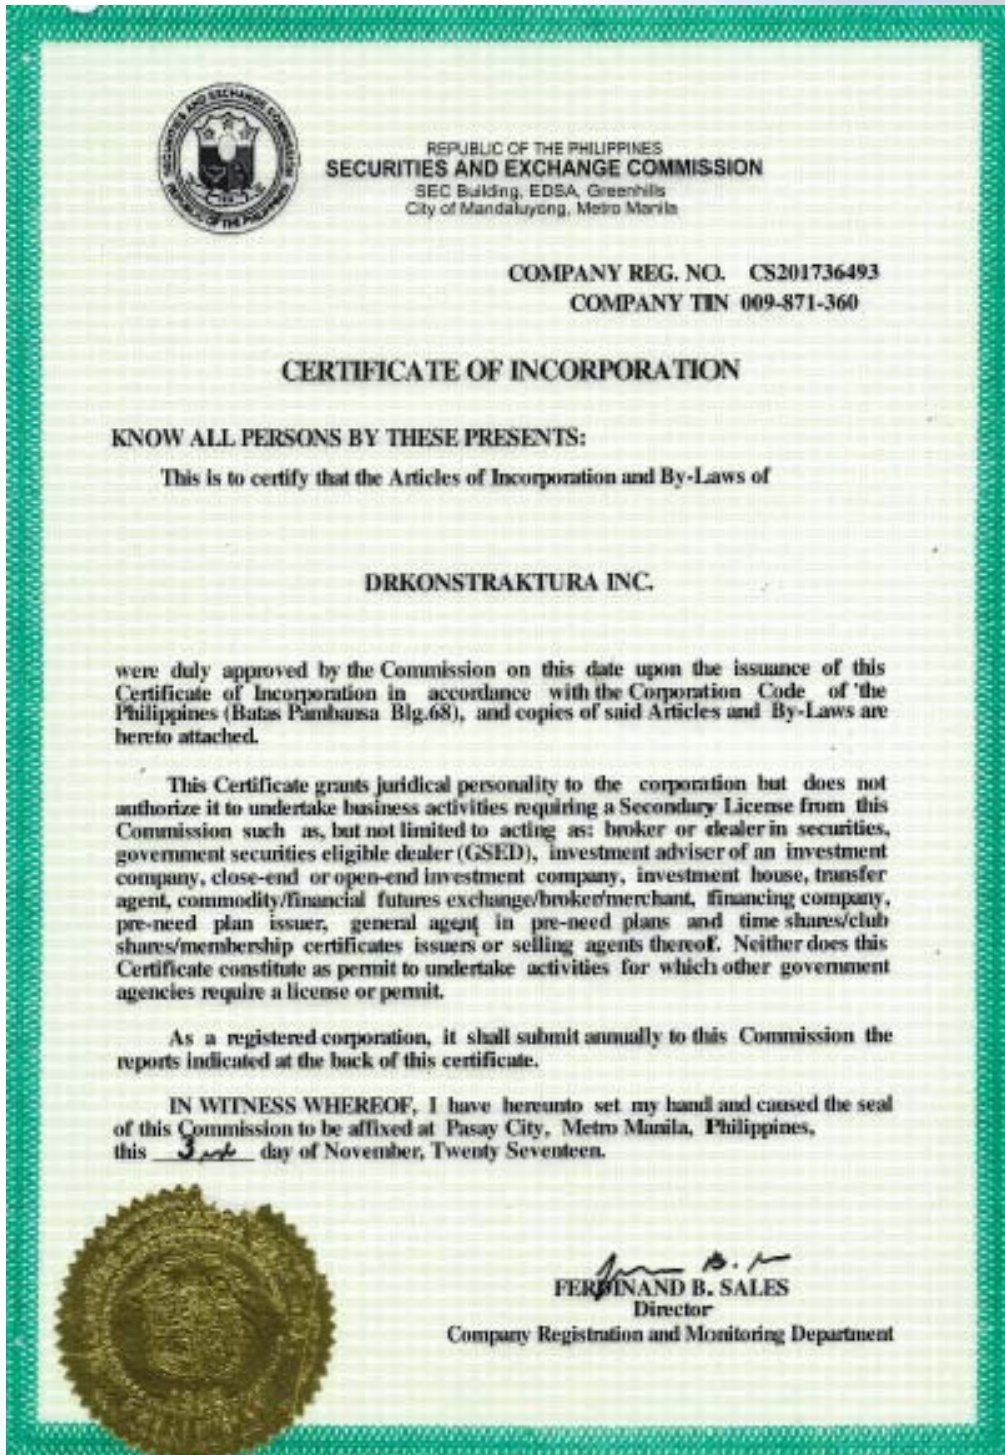 SECURITIES AND EXCHANGE COMMISSION
REPUBLIC OF THE PHILIPPINES
REPUBLIC OF THE PHILIPPINES
SECURITIES AND EXCHANGE COMMISSION
SEC Building, EDSA, Greenhills
City of Mandaluyong, Metro Manila
COMPANY REG. NO. CS201736493
COMPANY TIN 009-871-360
CERTIFICATE OF INCORPORATION
KNOW ALL PERSONS BY THESE PRESENTS:
This is to certify that the Articles of Incorporation and By-Laws of
DRKONSTRAKTURA INC.
were duly approved by the Commission on this date upon the issuance of this
Certificate of Incorporation in accordance with the Corporation Code of the
Philippines (Batas Pambansa Blg.68), and copies of said Articles and By-Laws are
hereto attached.
This Certificate grants juridical personality to the corporation but does not
authorize it to undertake business activities requiring a Secondary License from this
Commission such as, but not limited to acting as: broker or dealer in securities,
government securities eligible dealer (GSED), investment adviser of an investment
company, close-end or open-end investment company, investment house, transfer
agent, commodity/financial futures exchange/broker/merchant, financing company,
pre-need plan issuer, general agent in pre-need plans and time shares/club
shares/membership certificates issuers or selling agents thereof. Neither does this
Certificate constitute as permit to undertake activities for which other government
agencies require a license or permit.
As a registered corporation, it shall submit annually to this Commission the
reports indicated at the back of this certificate.
IN WITNESS WHEREOF, I have hereunto set my hand and caused the seal
of this Commission to be affixed at Pasay City, Metro Manila, Philippines,
this 3rd day of November, Twenty Seventeen.
FERDINAND B. SALES
Director
Company Registration and Monitoring Department